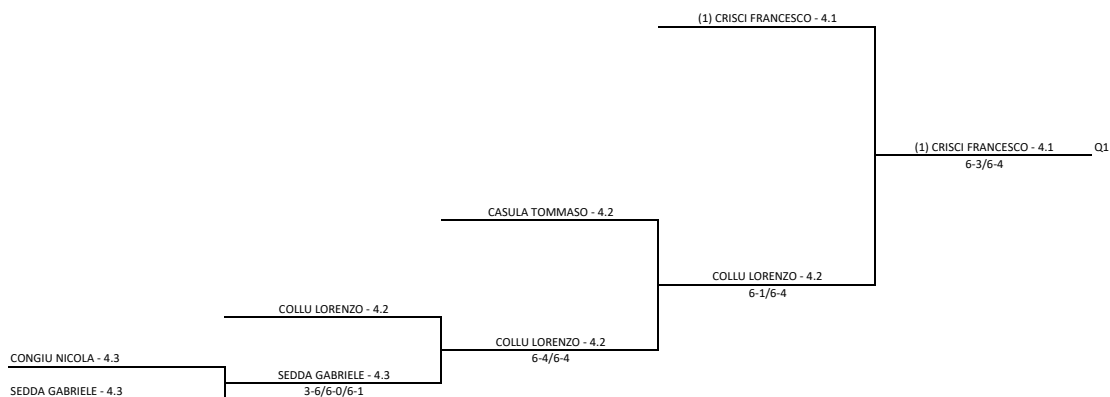 (1) CRISCI FRANCESCO - 4.1
(1) CRISCI FRANCESCO - 4.1 Q1
6-3/6-4
CASULA TOMMASO - 4.2
COLLU LORENZO - 4.2
6-1/6-4
COLLU LORENZO - 4.2
COLLU LORENZO - 4.2
6-4/6-4
CONGIU NICOLA - 4.3
SEDDA GABRIELE - 4.3
3-6/6-0/6-1
SEDDA GABRIELE - 4.3